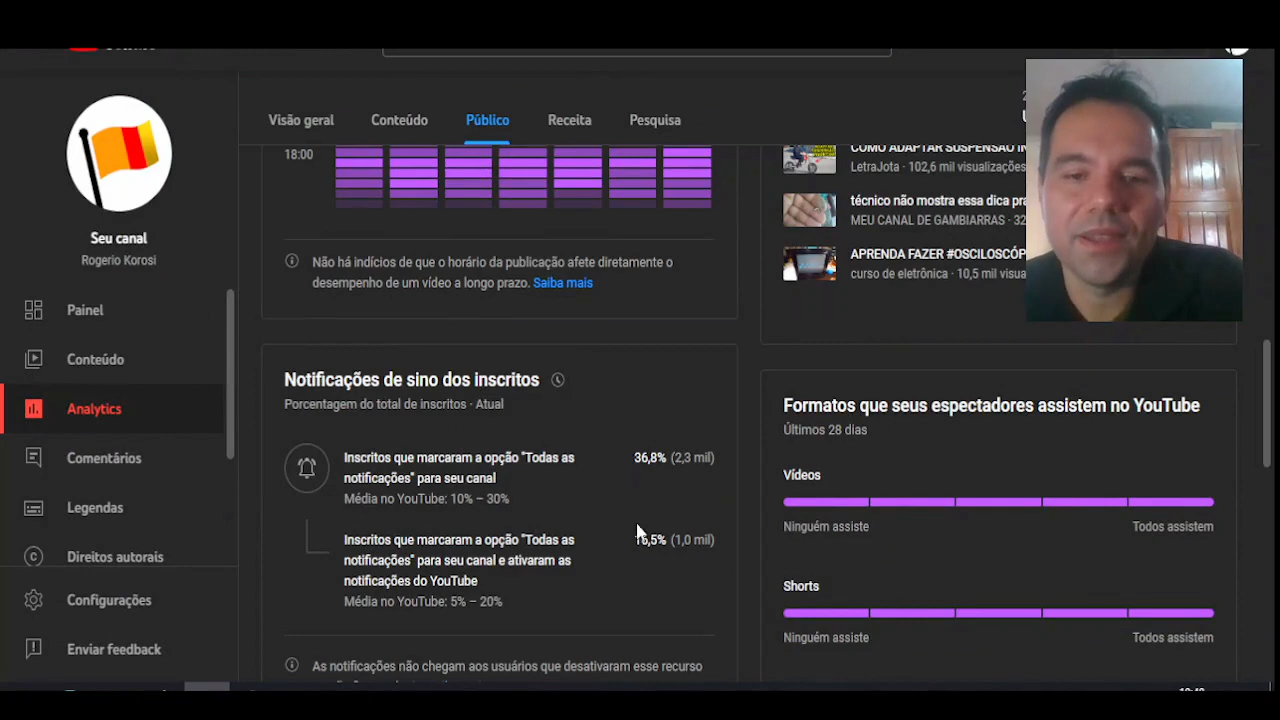 Visão geral
Conteúdo
Público
Receita
Pesquisa
Seu canal
Rogerio Korosi
Painel
Conteúdo
Analytics
Comentários
Legendas
Direitos autorais
Configurações
Enviar feedback
18:00
Não há indícios de que o horário da publicação afete diretamente o
desempenho de um vídeo a longo prazo. Saiba mais
Notificações de sino dos inscritos
Porcentagem do total de inscritos · Atual
Inscritos que marcaram a opção "Todas as
notificações" para seu canal
36,8% (2,3 mil)
Média no YouTube: 10% – 30%
Inscritos que marcaram a opção "Todas as
notificações" para seu canal e ativaram as
notificações do YouTube
(1,0 mil)
Média no YouTube: 5% – 20%
As notificações não chegam aos usuários que desativaram esse recurso
COMO ADAPTAR SUSPENSÃO
LetraJota · 102,6 mil visualizações
técnico não mostra essa dica
MEU CANAL DE GAMBIARRAS
APRENDA FAZER
curso de eletrônica · 10,5 mil
Formatos que seus espectadores assistem no YouTube
Últimos 28 dias
Vídeos
Ninguém assiste
Todos assistem
Shorts
Ninguém assiste
Todos assistem